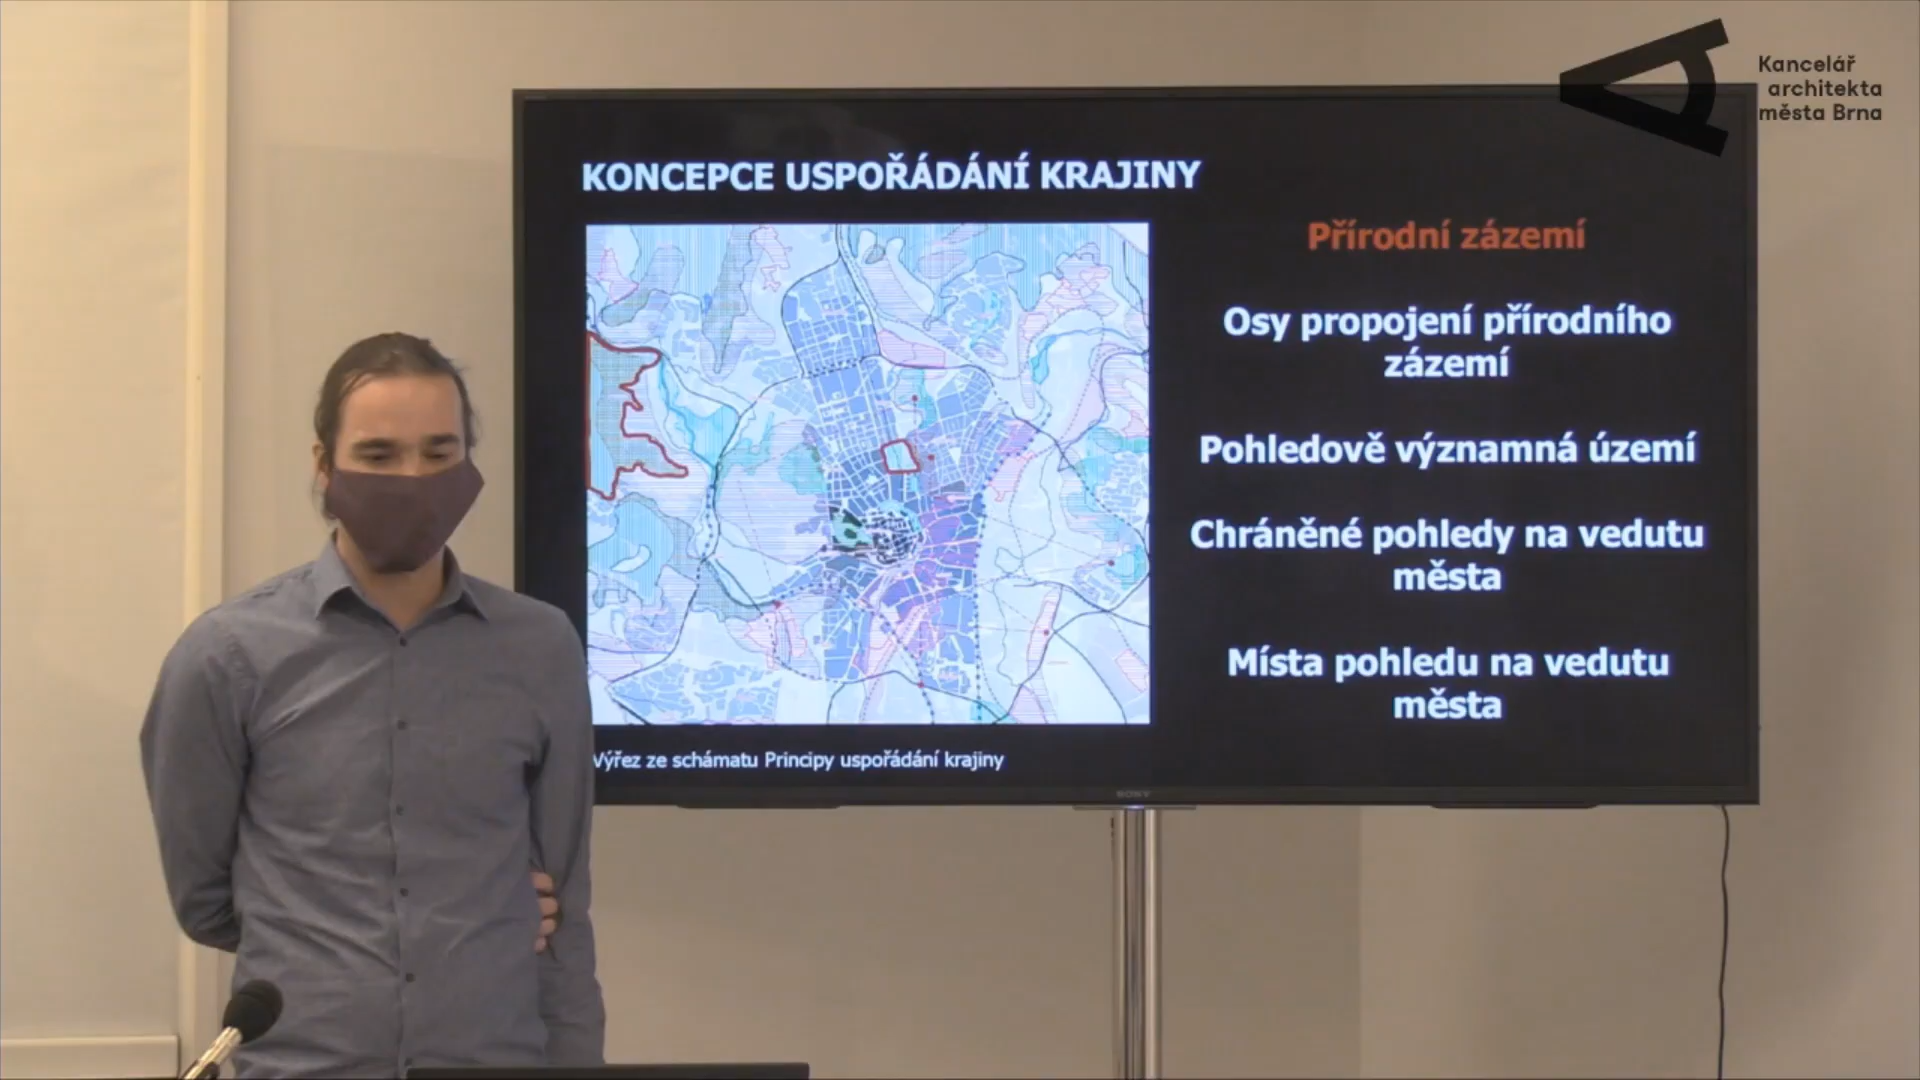 Kancelář
architekta
města Brna
KONCEPCE USPOŘÁDÁNÍ KRAJINY
Přírodní zázemí
Osy propojení přírodního
zázemí
Pohledově významná území
Chráněné pohledy na vedutu
města
Místa pohledu na vedutu
města
Výřez ze schámatu Principy uspořádání krajiny
SONY